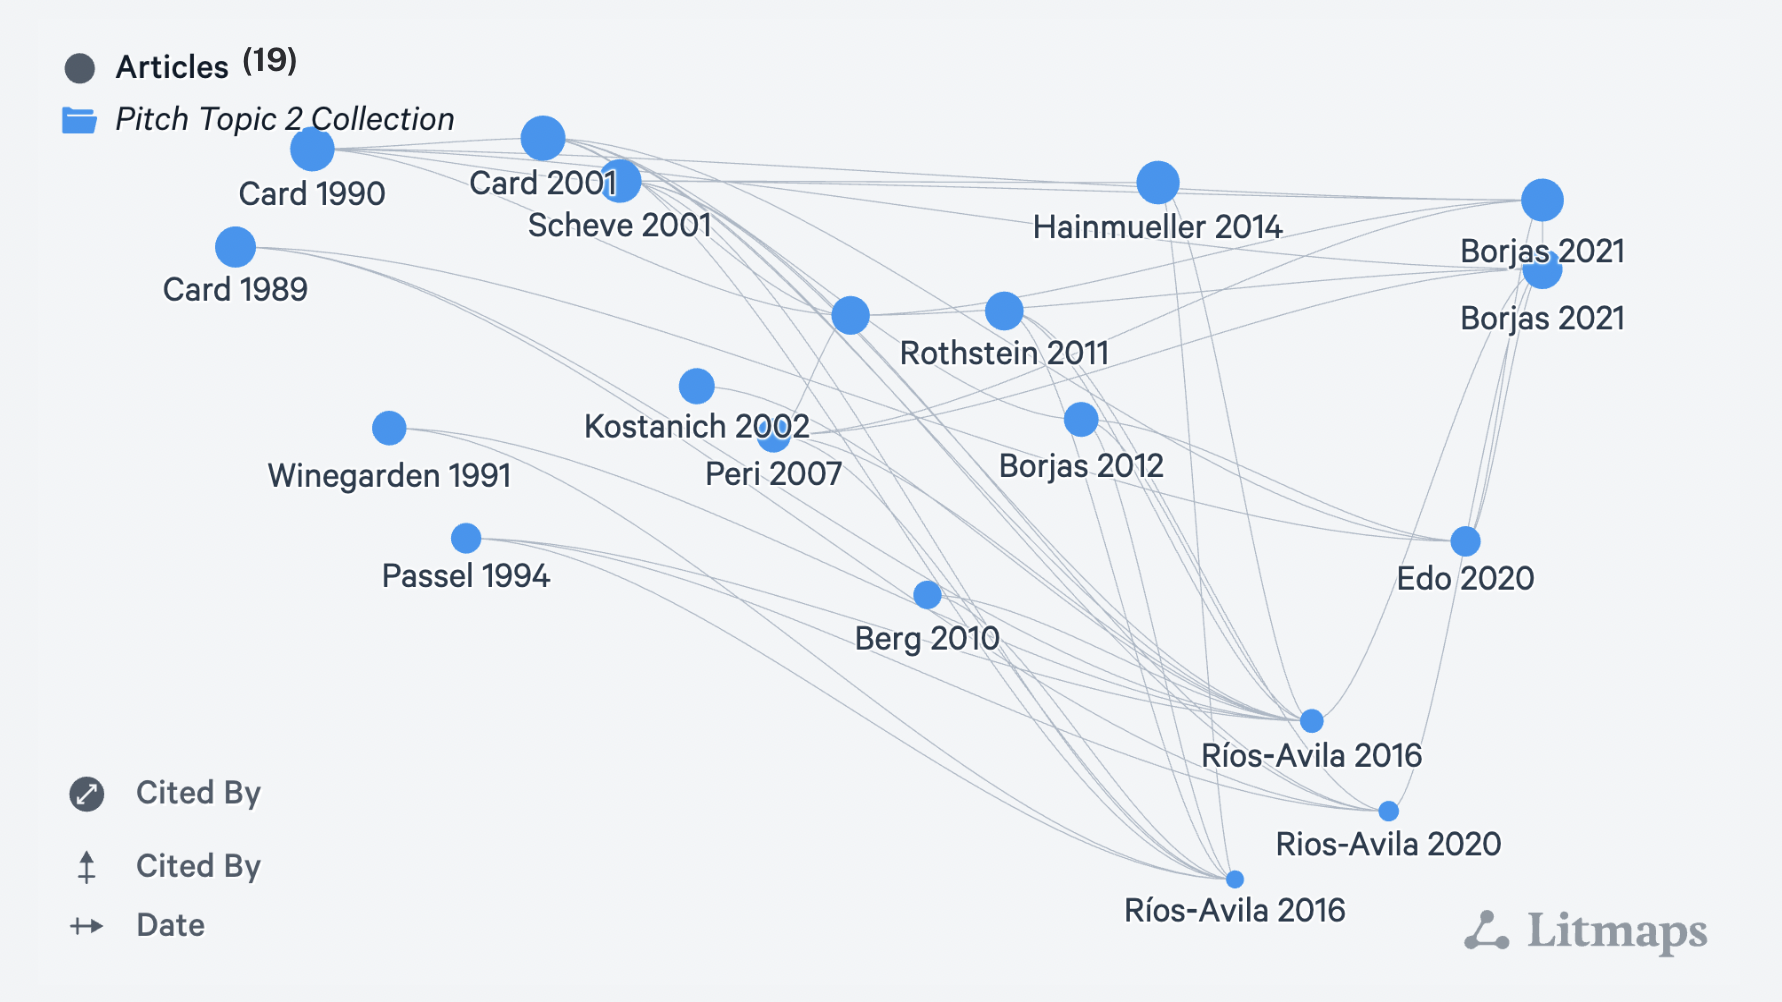 Articles (19)
Pitch Topic 2 Collection
Card 1990
Card 2001
Scheve 2001
Hainmueller 2014
Borjas 2021
Card 1989
Borjas 2021
Rothstein 2011
Kostanich 2002
Winegarden 1991
Peri 2007
Borjas 2012
Passel 1994
Edo 2020
Berg 2010
Ríos-Avila 2016
Rios-Avila 2020
Ríos-Avila 2016
Cited By
Cited By
Date
Litmaps